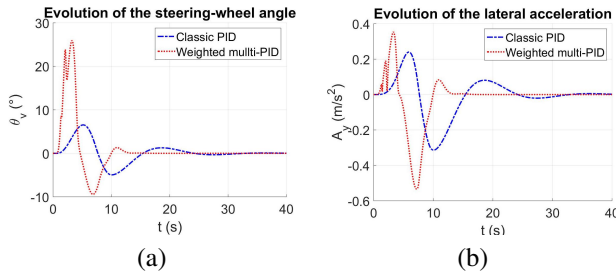 Evolution of the steering-wheel angle
Classic PID
Weighted mullti-PID
30
20
10
0
-10
θv (°)
0
10
20
30
40
t (s)
(a)
Evolution of the lateral acceleration
Classic PID
Weighted multi-PID
0.4
0.2
0
-0.2
-0.4
-0.6
Ay (m/s²)
0
10
20
30
40
t (s)
(b)